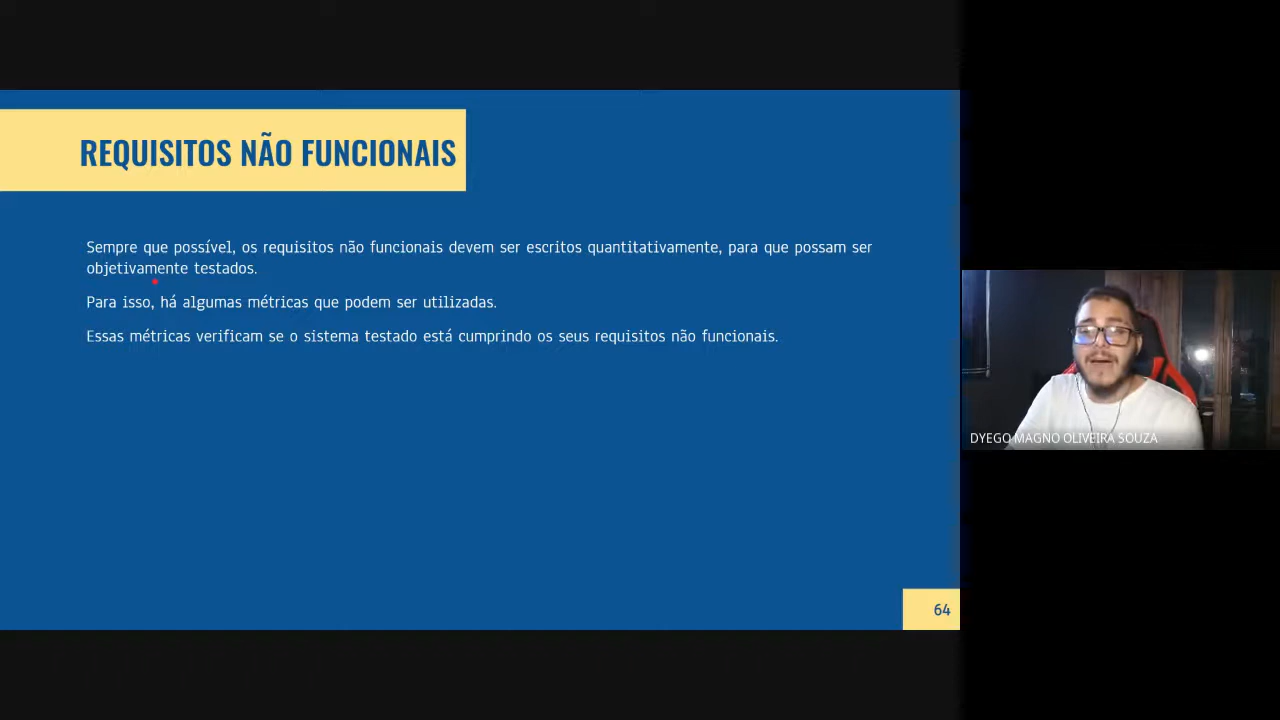 REQUISITOS NÃO FUNCIONAIS
Sempre que possível, os requisitos não funcionais devem ser escritos quantitativamente, para que possam ser
objetivamente testados.
Para isso, há algumas métricas que podem ser utilizadas.
Essas métricas verificam se o sistema testado está cumprindo os seus requisitos não funcionais.
64
DYEGO MAGNO OLIVEIRA SOUZA